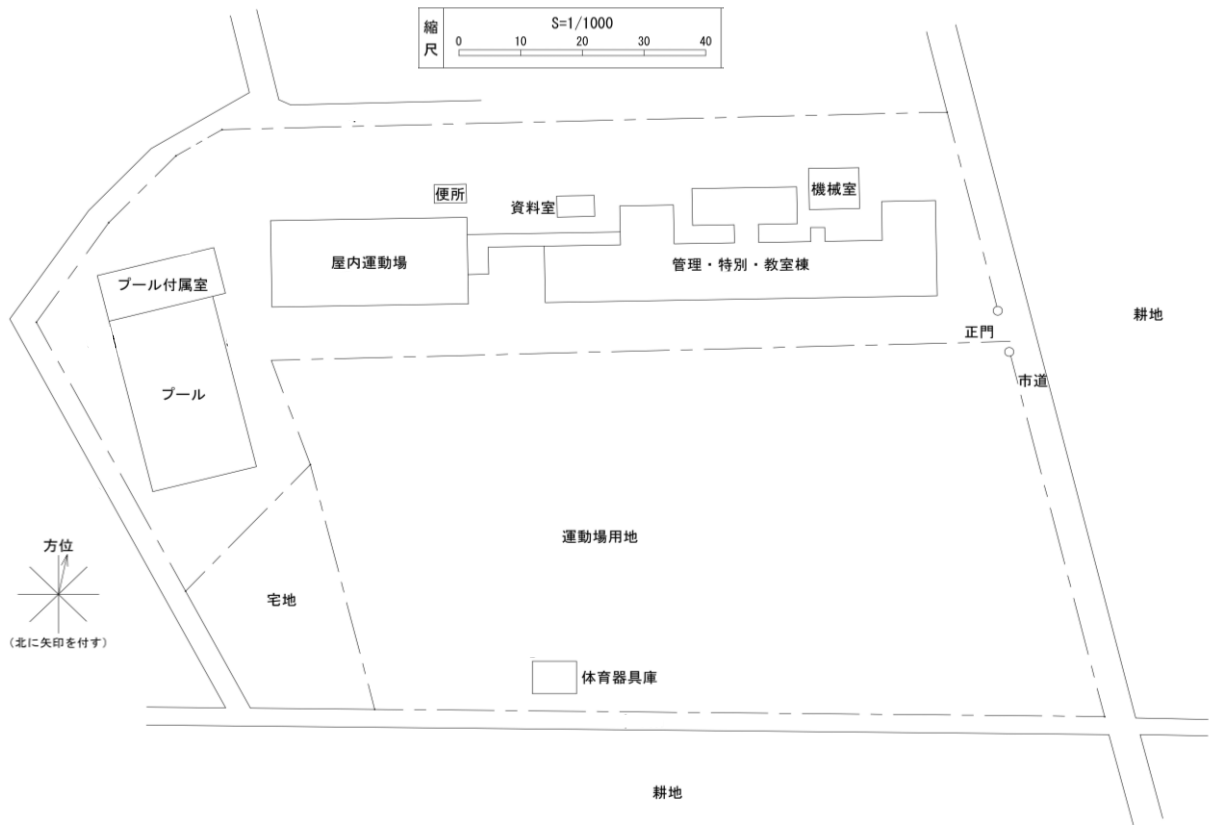 縮尺
S=1/1000
0 10 20 30 40
便所
資料室
機械室
屋内運動場
管理・特別・教室棟
プール付属室
耕地
正門
市道
プール
運動場用地
方位
宅地
(北に矢印を付す)
体育器具庫
耕地